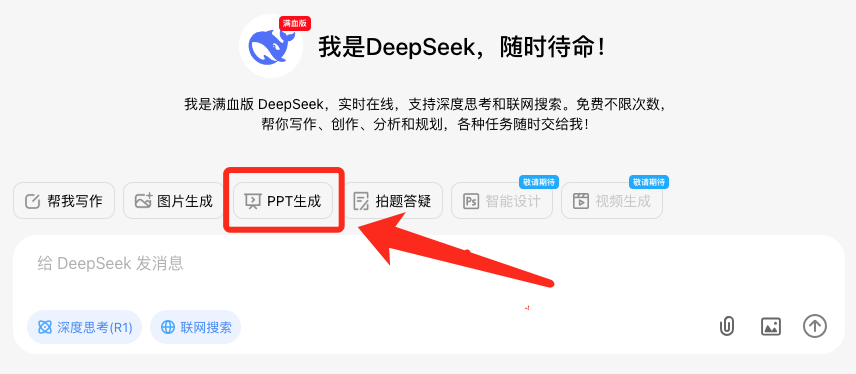 满血版
我是DeepSeek，随时待命！
我是满血版 DeepSeek，实时在线，支持深度思考和联网搜索。免费不限次数，
帮你写作、创作、分析和规划，各种任务随时交给我！
敬请期待 敬请期待
帮我写作 图片生成 PPT生成 拍题答疑 Ps 智能设计 视频生成
给 DeepSeek 发消息
深度思考(R1) 联网搜索